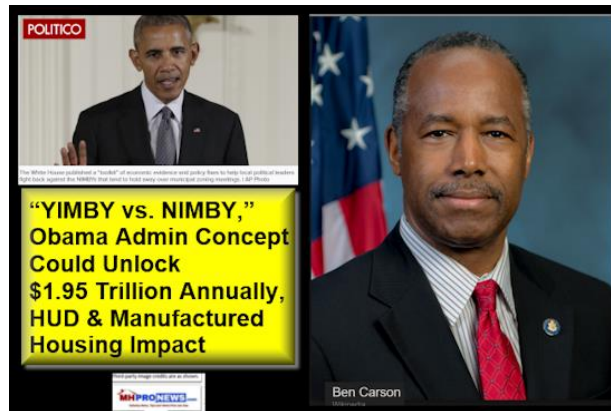 POLITICO
The White House published a "toolkit" of economic evidence and policy fixes to help local political leaders
fight back against the NIMBYs that tend to hold sway over municipal zoning meetings. | AP Photo
“YIMBY vs. NIMBY,”
Obama Admin Concept
Could Unlock
$1.95 Trillion Annually,
HUD & Manufactured
Housing Impact
Third party image credits are as shown.
MHPRONEWS
Ben Carson
Wikimedia